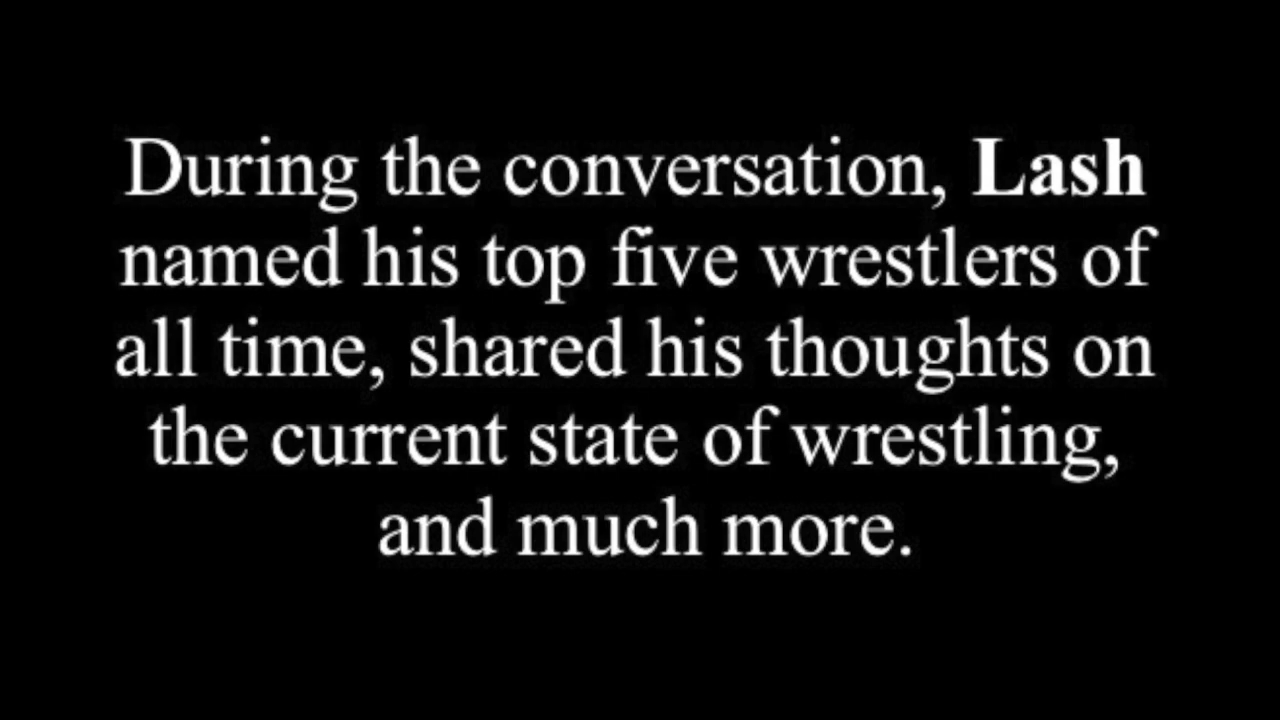 During the conversation, Lash
named his top five wrestlers of
all time, shared his thoughts on
the current state of wrestling,
and much more.